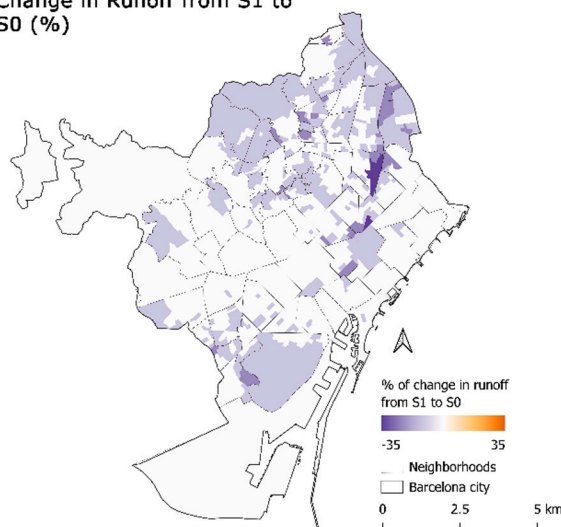 Change in Runoff from S1 to
S0 (%)
% of change in runoff
from S1 to S0
-35 35
Neighborhoods
Barcelona city
0 2.5 5 km